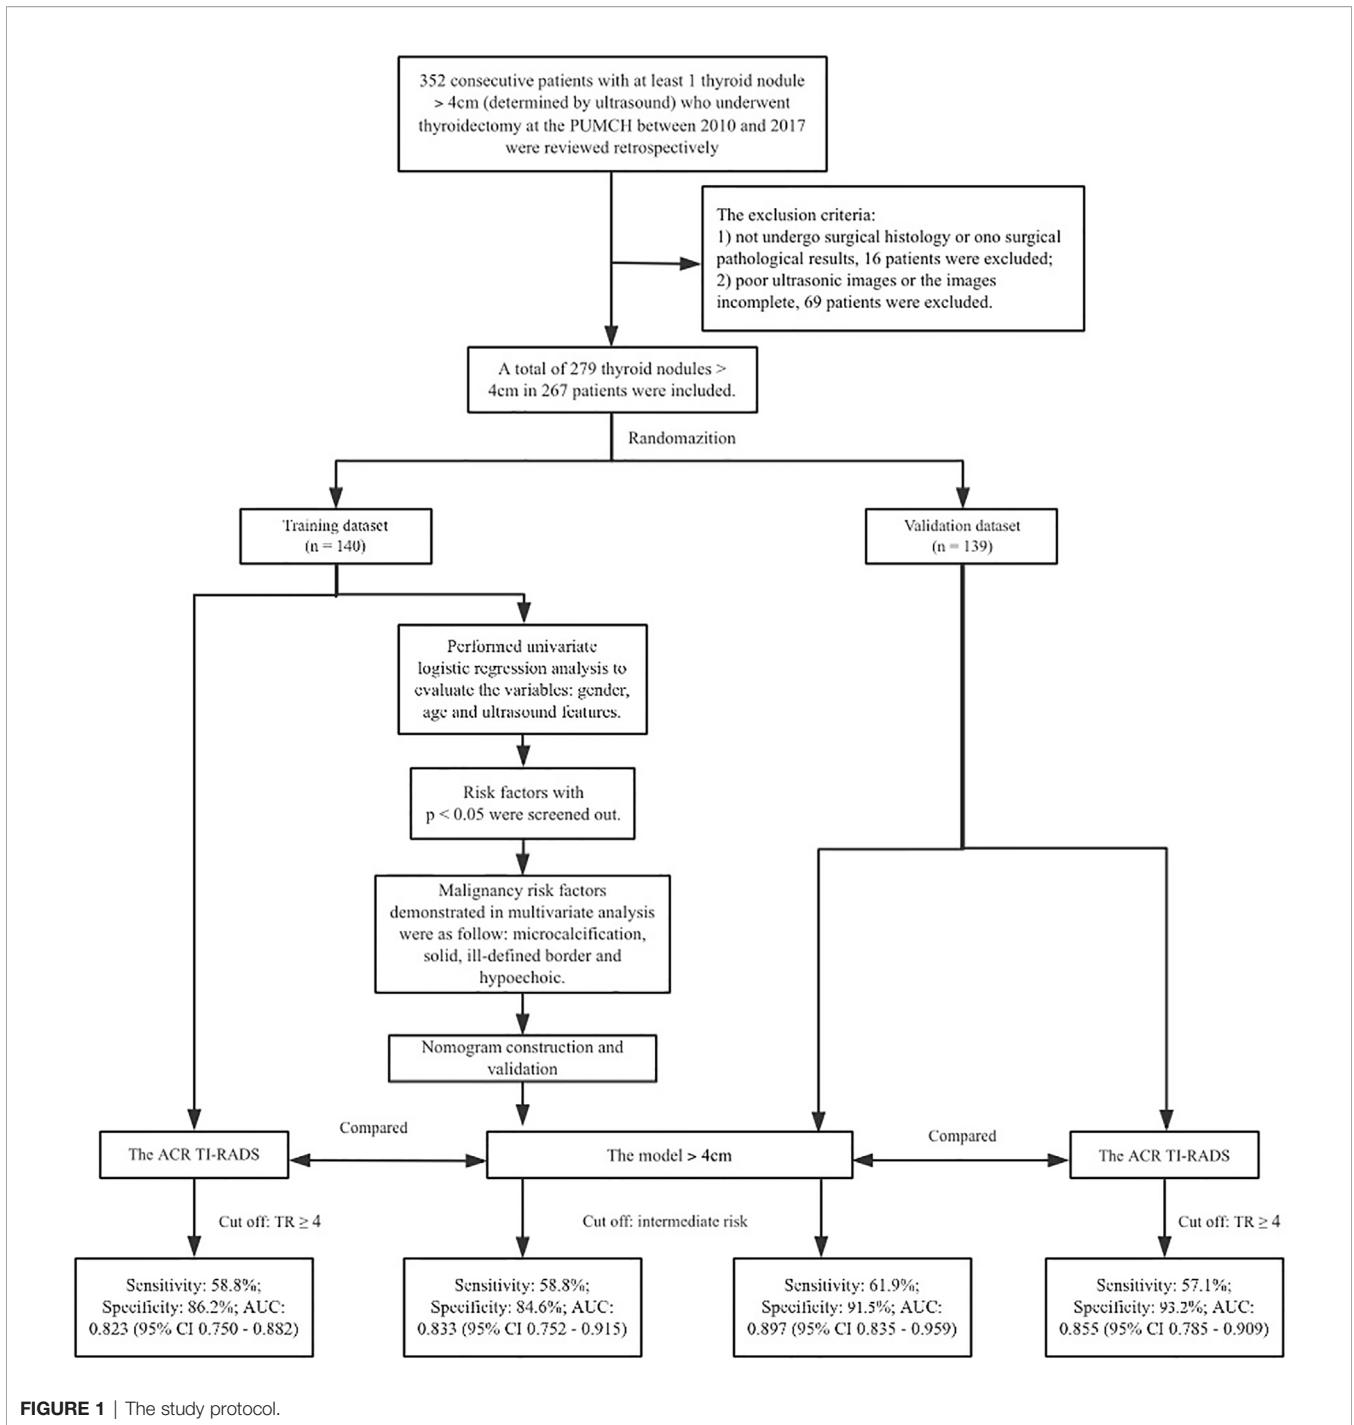 352 consecutive patients with at least 1 thyroid nodule
> 4cm (determined by ultrasound) who underwent
thyroidectomy at the PUMCH between 2010 and 2017
were reviewed retrospectively
The exclusion criteria:
1) not undergo surgical histology or ono surgical
pathological results, 16 patients were excluded;
2) poor ultrasonic images or the images
incomplete, 69 patients were excluded.
A total of 279 thyroid nodules >
4cm in 267 patients were included.
Randomazition
Training dataset
(n = 140)
Validation dataset
(n = 139)
Performed univariate
logistic regression analysis to
evaluate the variables: gender,
age and ultrasound features.
Risk factors with
p < 0.05 were screened out.
Malignancy risk factors
demonstrated in multivariate analysis
were as follow: microcalcification,
solid, ill-defined border and
hypoechoic.
Nomogram construction and
validation
The ACR TI-RADS
Compared
The model > 4cm
Compared
The ACR TI-RADS
Cut off: TR ≥ 4
Cut off: intermediate risk
Cut off: TR ≥ 4
Sensitivity: 58.8%;
Specificity: 86.2%; AUC:
0.823 (95% CI 0.750 - 0.882)
Sensitivity: 58.8%;
Specificity: 84.6%; AUC:
0.833 (95% CI 0.752 - 0.915)
Sensitivity: 61.9%;
Specificity: 91.5%; AUC:
0.897 (95% CI 0.835 - 0.959)
Sensitivity: 57.1%;
Specificity: 93.2%; AUC:
0.855 (95% CI 0.785 - 0.909)
FIGURE 1 | The study protocol.